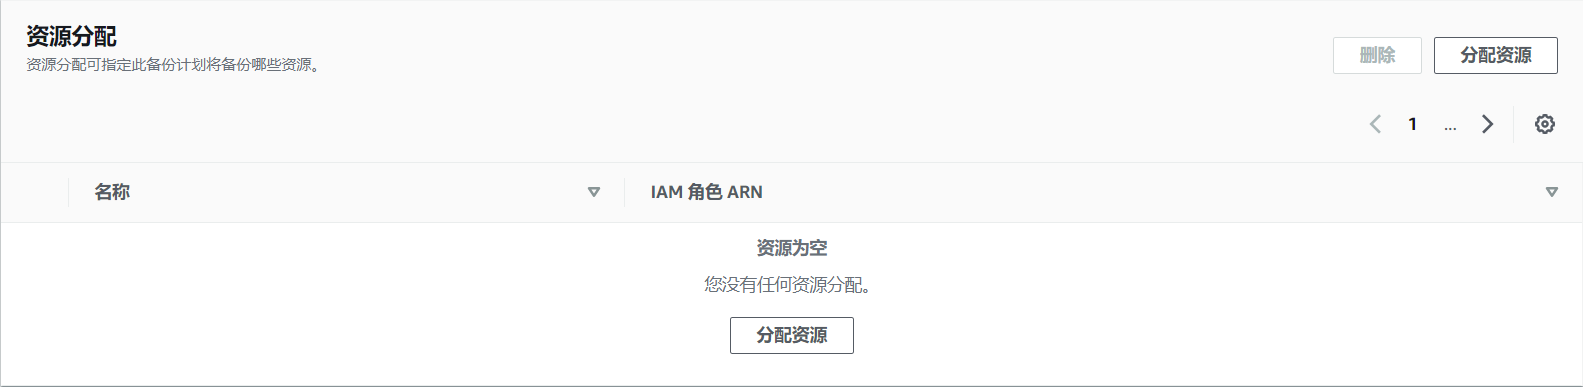 资源分配
资源分配可指定此备份计划将备份哪些资源。
删除 分配资源
1 ...
名称 IAM 角色 ARN
资源为空
您没有任何资源分配。
分配资源